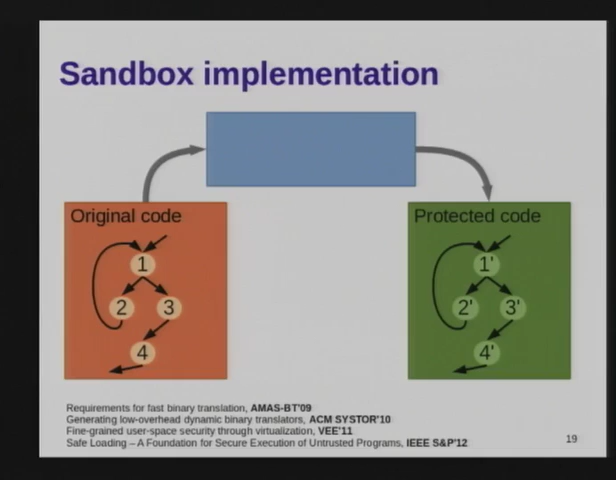 Sandbox implementation
Original code
1
2
3
4
Protected code
1'
2'
3'
4'
Requirements for fast binary translation, AMAS-BT'09
Generating low-overhead dynamic binary translators, ACM SYSTOR'10
Fine-grained user-space security through virtualization, VEE'11
Safe Loading – A Foundation for Secure Execution of Untrusted Programs, IEEE S&P'12
19